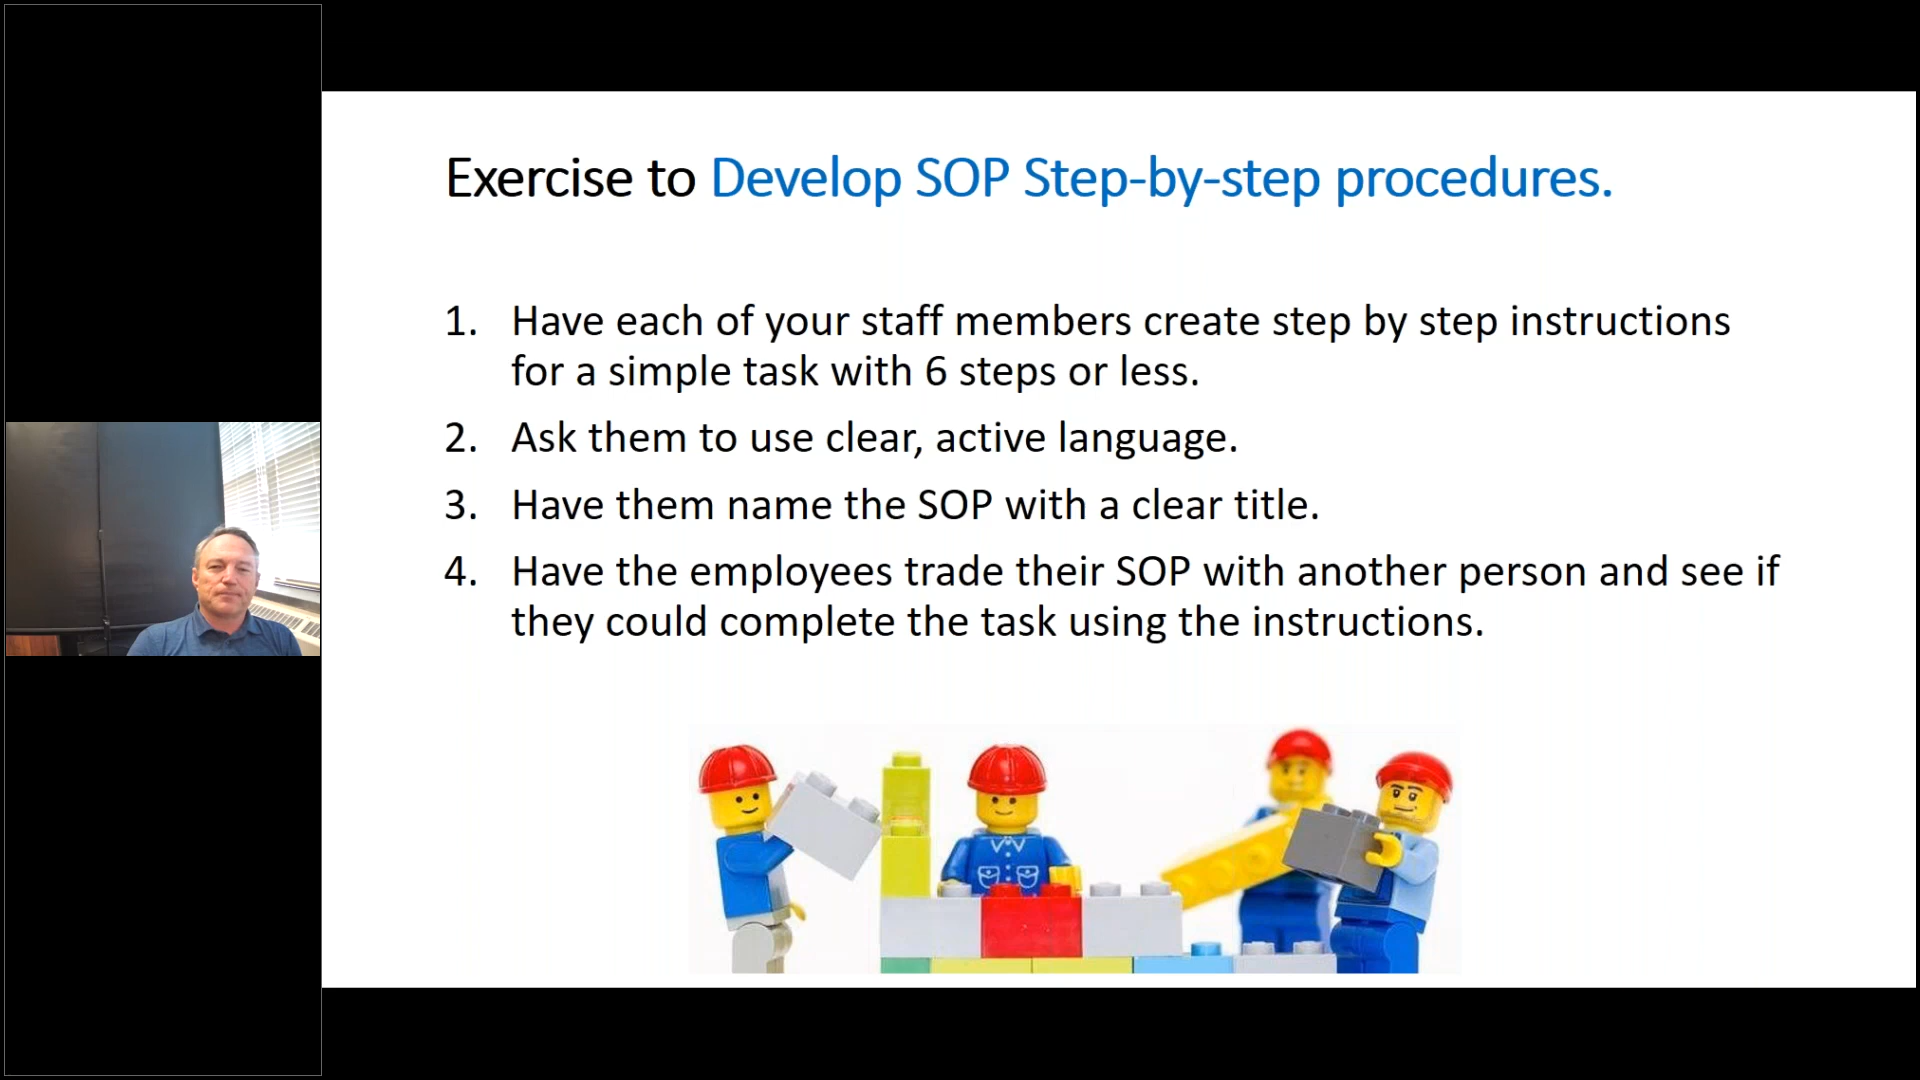 Exercise to Develop SOP Step-by-step procedures.
1. Have each of your staff members create step by step instructions
for a simple task with 6 steps or less.
2. Ask them to use clear, active language.
3. Have them name the SOP with a clear title.
4. Have the employees trade their SOP with another person and see if
they could complete the task using the instructions.